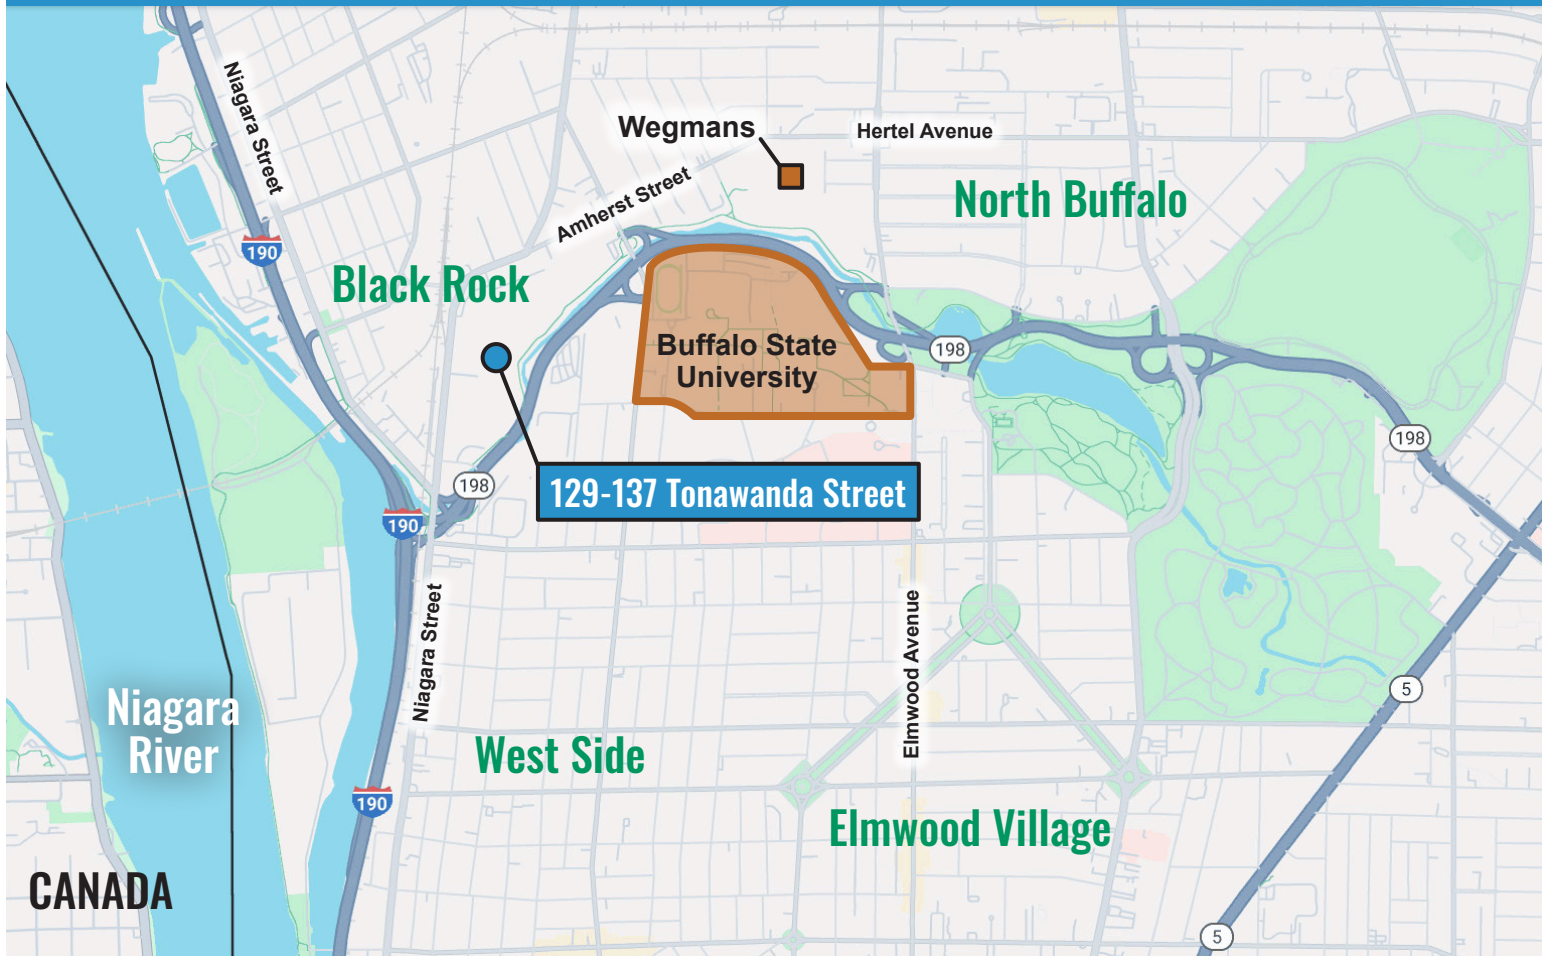 Niagara Street
Wegmans
Hertel Avenue
Amherst Street
North Buffalo
190
Black Rock
Buffalo State
University
198
198
198
129-137 Tonawanda Street
190
Niagara Street
Elmwood Avenue
Niagara
River
5
West Side
190
Elmwood Village
CANADA
5